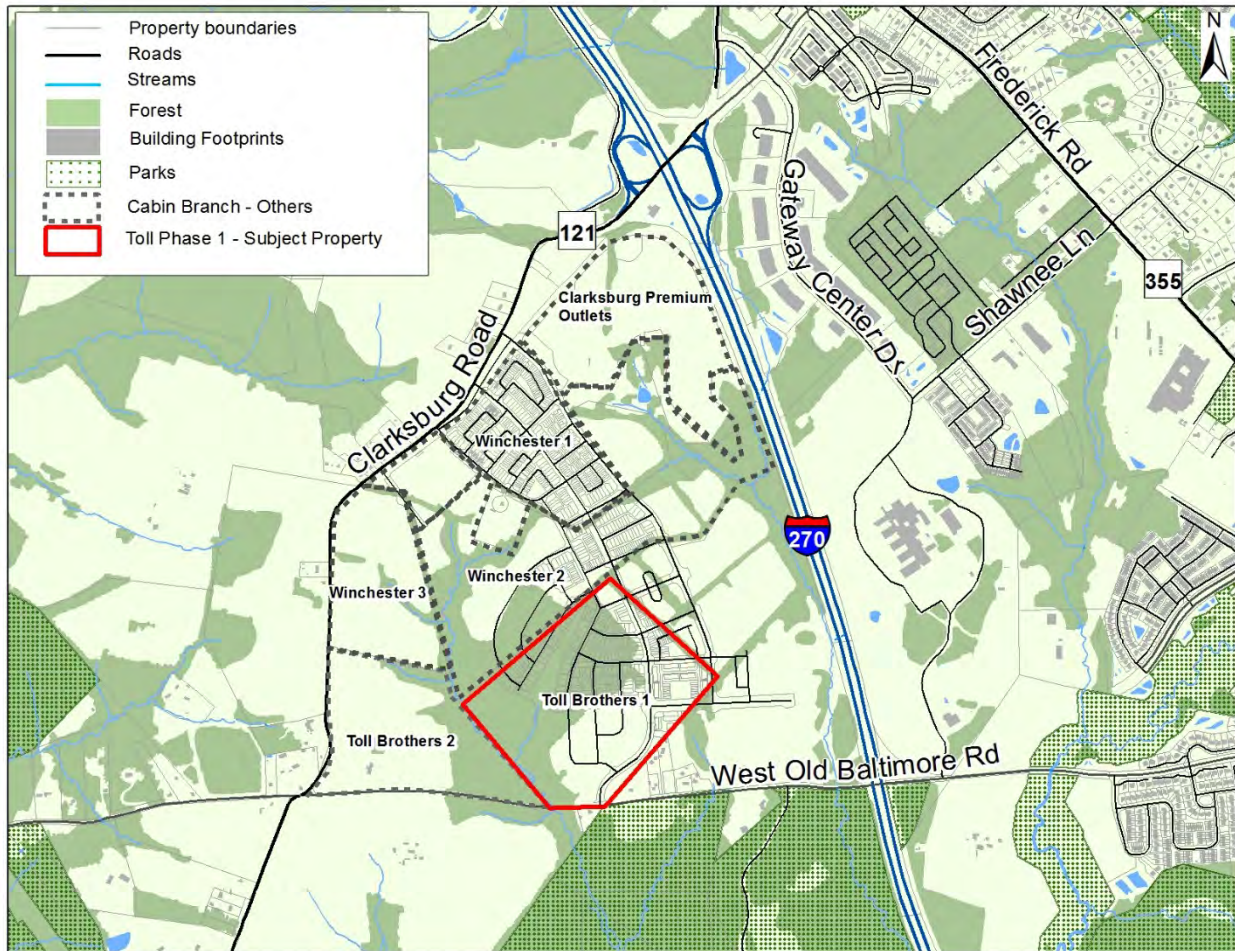 Property boundaries
Roads
Streams
Forest
Building Footprints
Parks
Cabin Branch - Others
Toll Phase 1 - Subject Property
N
Frederick Rd
Gateway Center Dr.
Shawnee Ln
355
121
Clarksburg Road
Clarksburg Premium
Outlets
Winchester 1
270
Winchester 2
Winchester 3
Toll Brothers 1
Toll Brothers 2
West Old Baltimore Rd